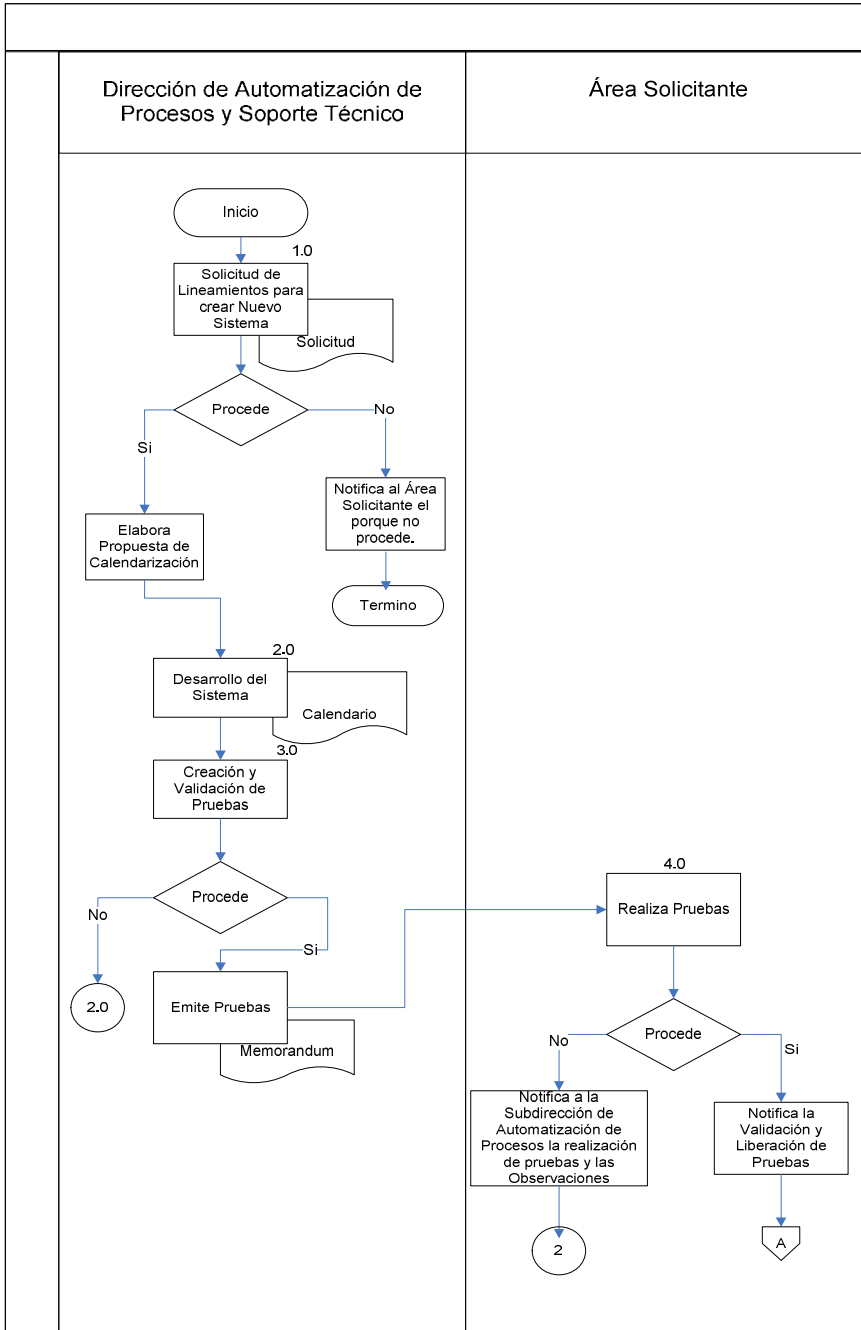 Dirección de Automatización de
Procesos y Soporte Técnico
Área Solicitante
Inicio
1.0
Solicitud de
Lineamientos para
crear Nuevo
Sistema
Solicitud
Procede
No
Si
Notifica al Área
Solicitante el
porque no
procede.
Elabora
Propuesta de
Calendarización
Termino
2.0
Desarrollo del
Sistema
Calendario
3.0
Creación y
Validación de
Pruebas
Procede
No
Si
2.0
Emite Pruebas
Memorandum
4.0
Realiza Pruebas
Procede
No
Si
Notifica a la
Subdirección de
Automatización de
Procesos la realización
de pruebas y las
Observaciones
Notifica la
Validación y
Liberación de
Pruebas
2
A